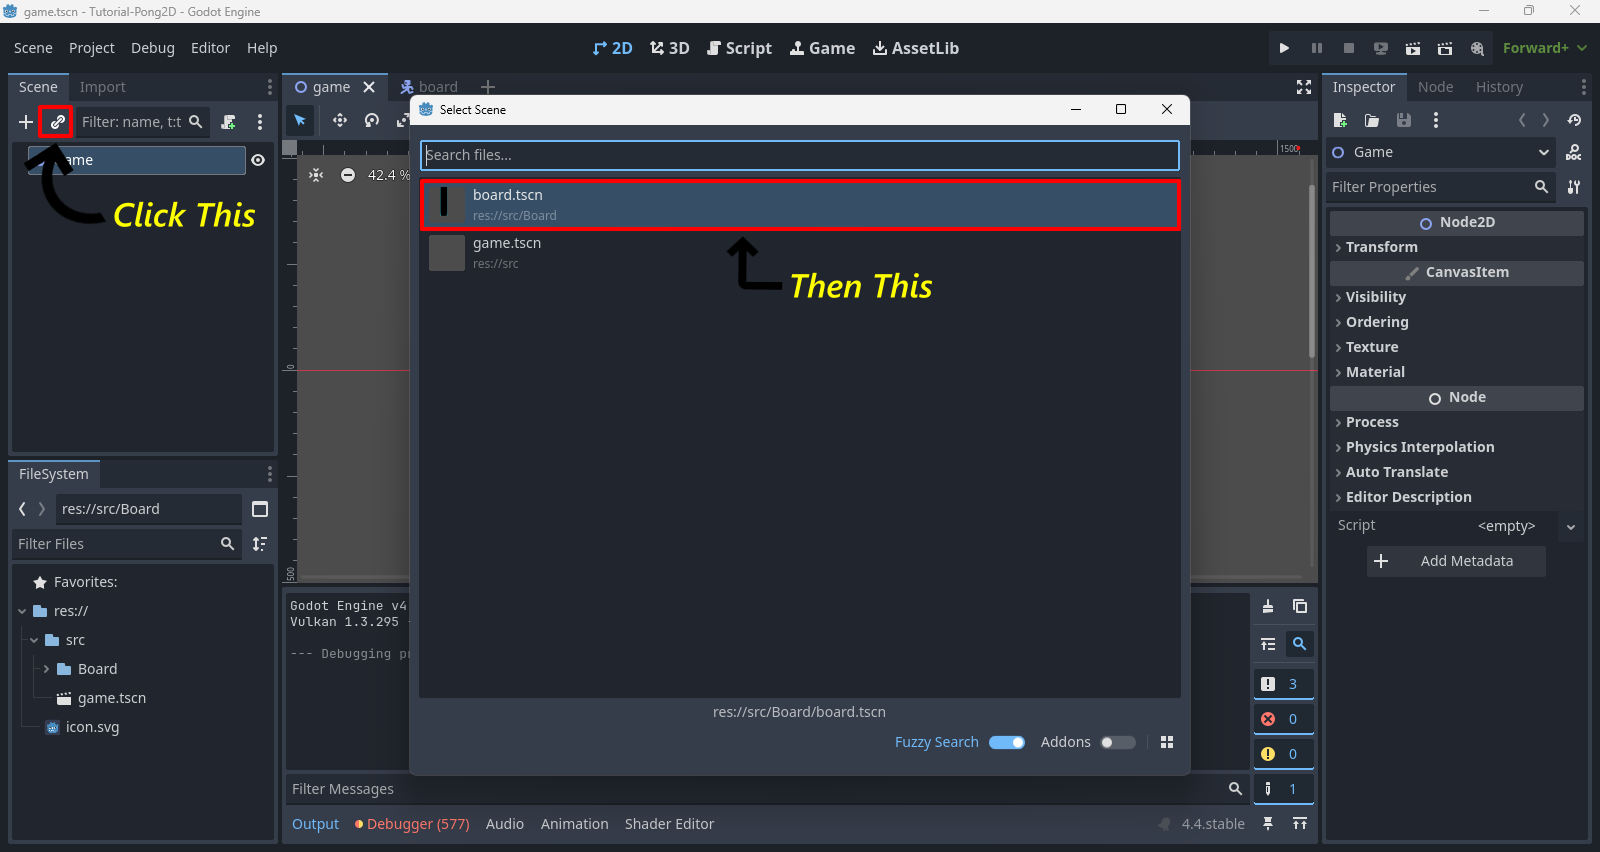 game.tscn - Tutorial-Pong2D - Godot Engine
Scene Project Debug Editor Help
2D 3D Script Game AssetLib
Forward+
Scene Import
game board
Filter: name, t:t
ame
Click This
42.4 %
1500
0
500
Select Scene
Search files...
board.tscn
res://src/Board
game.tscn
res://src
Then This
res://src/Board/board.tscn
Fuzzy Search Addons
FileSystem
res://src/Board
Filter Files
Favorites:
res://
src
Board
game.tscn
icon.svg
Godot Engine v4
Vulkan 1.3.295 -
--- Debugging pr
3
0
0
1
Filter Messages
Output Debugger (577) Audio Animation Shader Editor
4.4.stable
Inspector Node History
Game
DOC
Filter Properties
Node2D
Transform
CanvasItem
Visibility
Ordering
Texture
Material
Node
Process
Physics Interpolation
Auto Translate
Editor Description
Script <empty>
Add Metadata